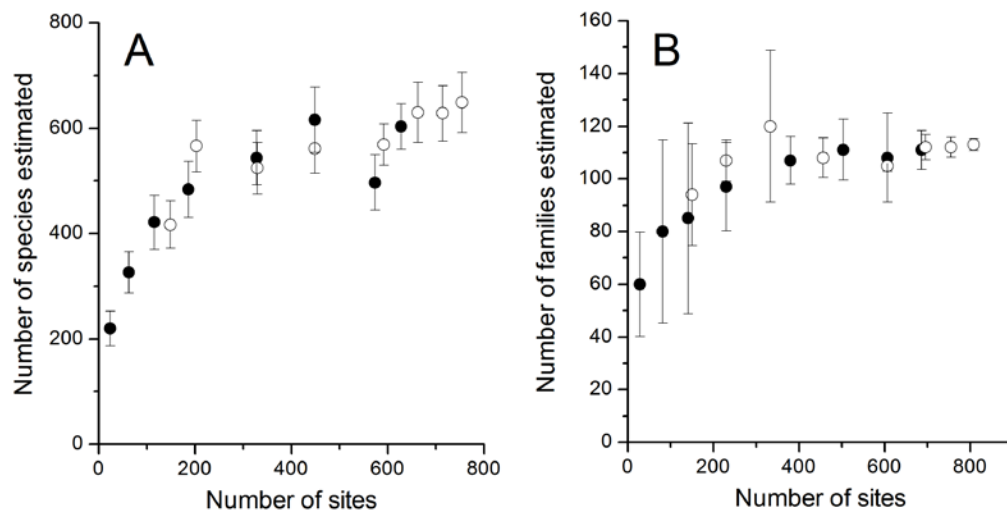 A
Number of species estimated
800
600
400
200
0
0 200 400 600 800
Number of sites
B
Number of families estimated
160
140
120
100
80
60
40
20
0
0 200 400 600 800
Number of sites